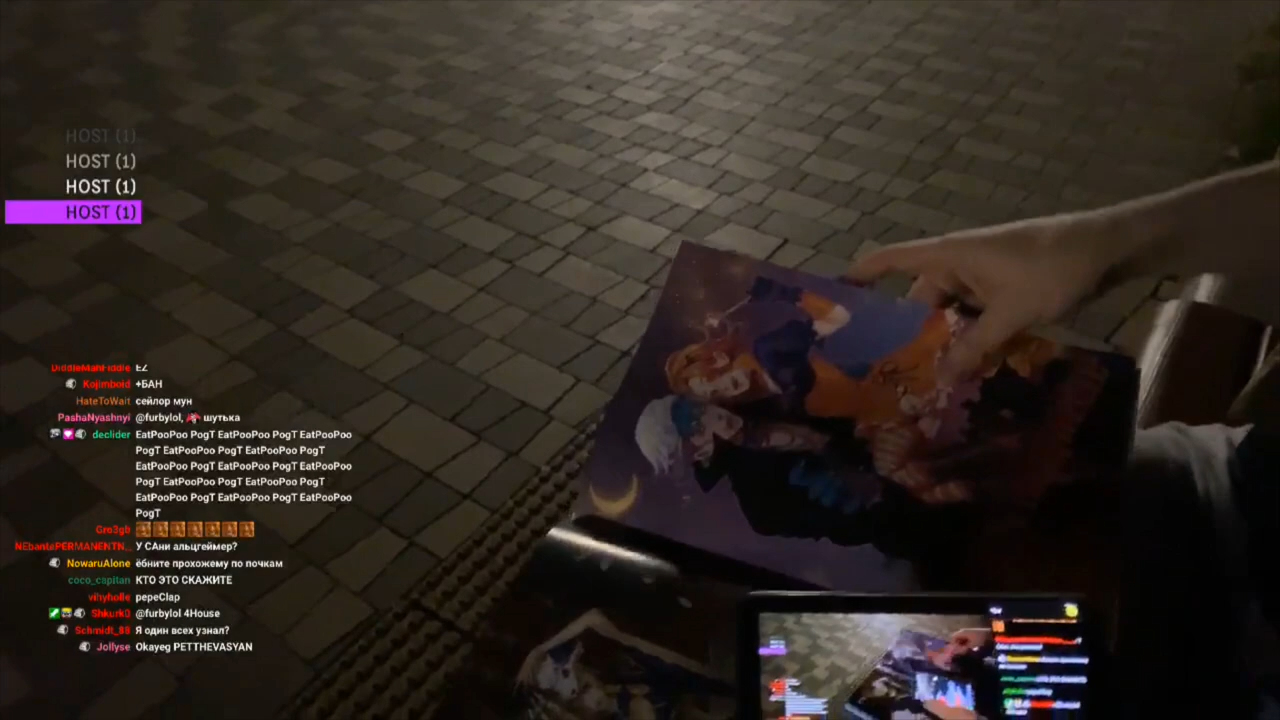 HOST (1)
HOST (1)
HOST (1)
HOST (1)
DiddleManFiddle EZ
Kojimboid +БАН
HateToWait сейлор мун
PashaNyashnyi @furbylol, шутька
declider EatPooPoo PogT EatPooPoo PogT EatPooPoo
PogT EatPooPoo PogT EatPooPoo PogT
EatPooPoo PogT EatPooPoo PogT EatPooPoo
PogT EatPooPoo PogT EatPooPoo PogT
EatPooPoo PogT EatPooPoo PogT EatPooPoo
PogT
Gro3gb
NEbantePERMANENTN... У САни альцгеймер?
NowaruAlone ёбните прохожему по почкам
coco_capitan КТО ЭТО СКАЖИТЕ
vihyholle pepeClap
Shkurk0 @furbylol 4House
Schmidt_88 Я один всех узнал?
Jollyse Okayeg PETTHEVASYAN